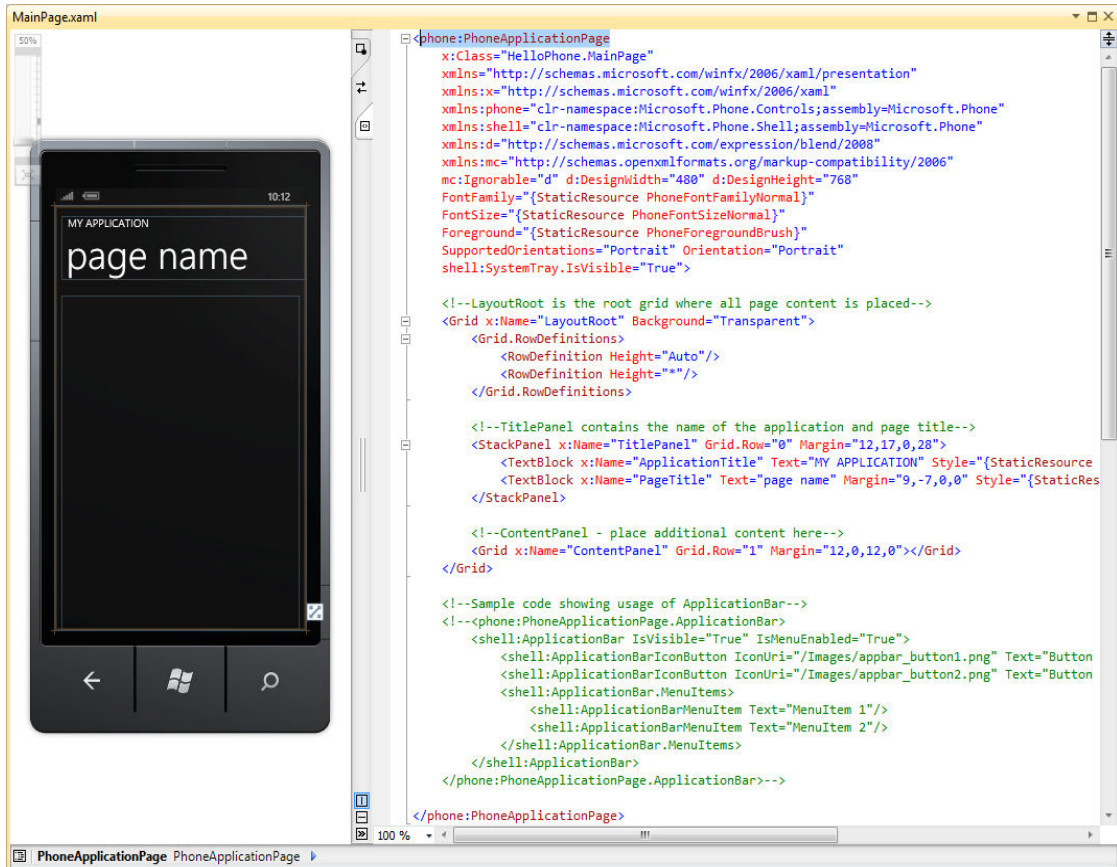 MainPage.xaml
50%
10:12
MY APPLICATION
page name
<phone:PhoneApplicationPage
x:Class="HelloPhone.MainPage"
xmlns="http://schemas.microsoft.com/winfx/2006/xaml/presentation"
xmlns:x="http://schemas.microsoft.com/winfx/2006/xaml"
xmlns:phone="clr-namespace:Microsoft.Phone.Controls;assembly=Microsoft.Phone"
xmlns:shell="clr-namespace:Microsoft.Phone.Shell;assembly=Microsoft.Phone"
xmlns:d="http://schemas.microsoft.com/expression/blend/2008"
xmlns:mc="http://schemas.openxmlformats.org/markup-compatibility/2006"
mc:Ignorable="d" d:DesignWidth="480" d:DesignHeight="768"
FontFamily="{StaticResource PhoneFontFamilyNormal}"
FontSize="{StaticResource PhoneFontSizeNormal}"
Foreground="{StaticResource PhoneForegroundBrush}"
SupportedOrientations="Portrait" Orientation="Portrait"
shell:SystemTray.IsVisible="True">
<!--LayoutRoot is the root grid where all page content is placed-->
<Grid x:Name="LayoutRoot" Background="Transparent">
<Grid.RowDefinitions>
<RowDefinition Height="Auto"/>
<RowDefinition Height="*"/>
</Grid.RowDefinitions>
<!--TitlePanel contains the name of the application and page title-->
<StackPanel x:Name="TitlePanel" Grid.Row="0" Margin="12,17,0,28">
<TextBlock x:Name="ApplicationTitle" Text="MY APPLICATION" Style="{StaticResource
<TextBlock x:Name="PageTitle" Text="page name" Margin="9,-7,0,0" Style="{StaticRes
</StackPanel>
<!--ContentPanel - place additional content here-->
<Grid x:Name="ContentPanel" Grid.Row="1" Margin="12,0,12,0"></Grid>
</Grid>
<!--Sample code showing usage of ApplicationBar-->
<!--<phone:PhoneApplicationPage.ApplicationBar>
<shell:ApplicationBar IsVisible="True" IsMenuEnabled="True">
<shell:ApplicationBarIconButton IconUri="/Images/appbar_button1.png" Text="Button
<shell:ApplicationBarIconButton IconUri="/Images/appbar_button2.png" Text="Button
<shell:ApplicationBar.MenuItems>
<shell:ApplicationBarMenuItem Text="MenuItem 1"/>
<shell:ApplicationBarMenuItem Text="MenuItem 2"/>
</shell:ApplicationBar.MenuItems>
</shell:ApplicationBar>
</phone:PhoneApplicationPage.ApplicationBar>-->
</phone:PhoneApplicationPage>
100 %
PhoneApplicationPage PhoneApplicationPage